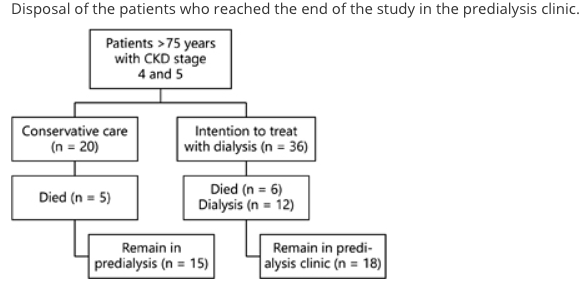 Disposal of the patients who reached the end of the study in the predialysis clinic.
Patients >75 years
with CKD stage
4 and 5
Conservative care
(n = 20)
Intention to treat
with dialysis (n = 36)
Died (n = 5)
Died (n = 6)
Dialysis (n = 12)
Remain in
predialysis (n = 15)
Remain in predi-
alysis clinic (n = 18)